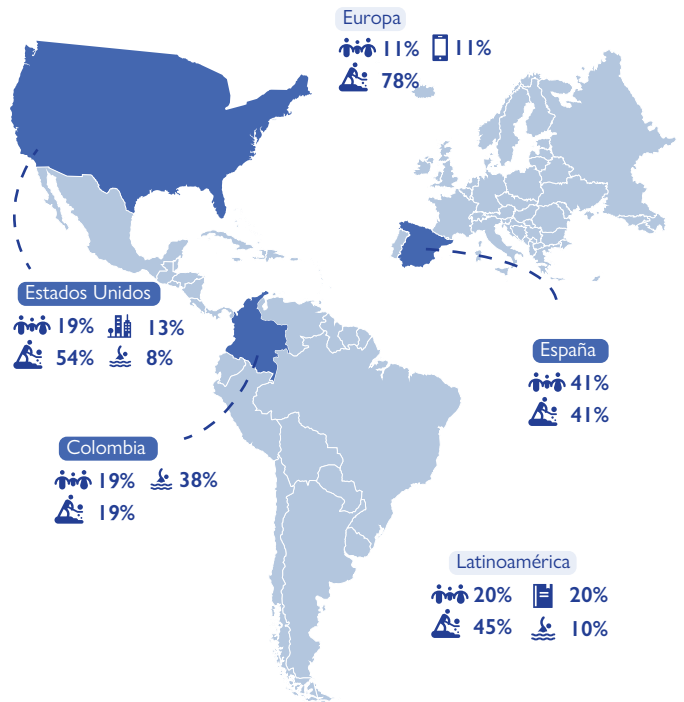 Europa
11% 11%
78%
Estados Unidos
19% 13%
54% 8%
España
41%
41%
Colombia
19% 38%
19%
Latinoamérica
20% 20%
45% 10%